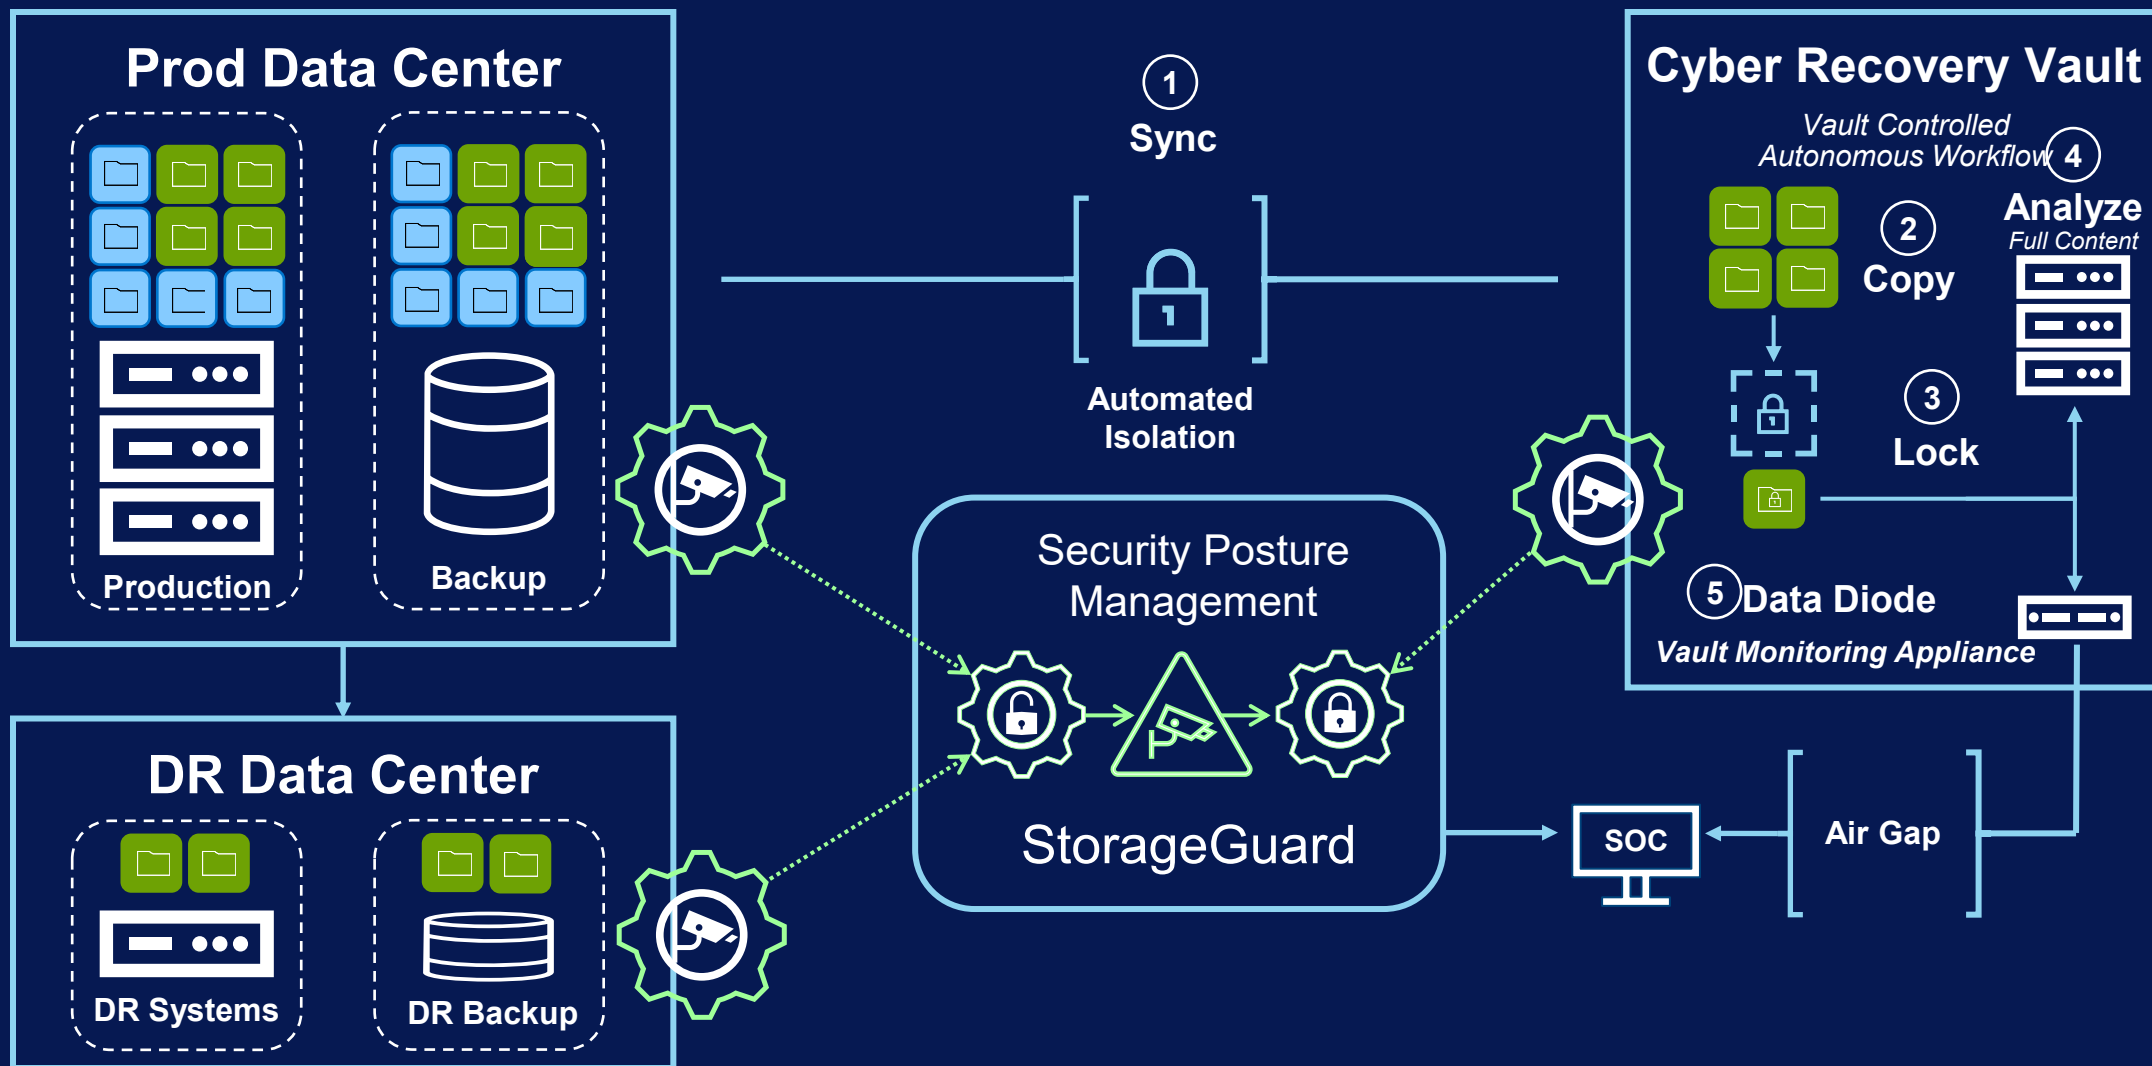 Prod Data Center
Production
Backup
DR Data Center
DR Systems
DR Backup
1
Sync
Automated
Isolation
Security Posture
Management
StorageGuard
Cyber Recovery Vault
Vault Controlled
Autonomous Workflow
2
Copy
3
Lock
4
Analyze
Full Content
5
Data Diode
Vault Monitoring Appliance
SOC
Air Gap